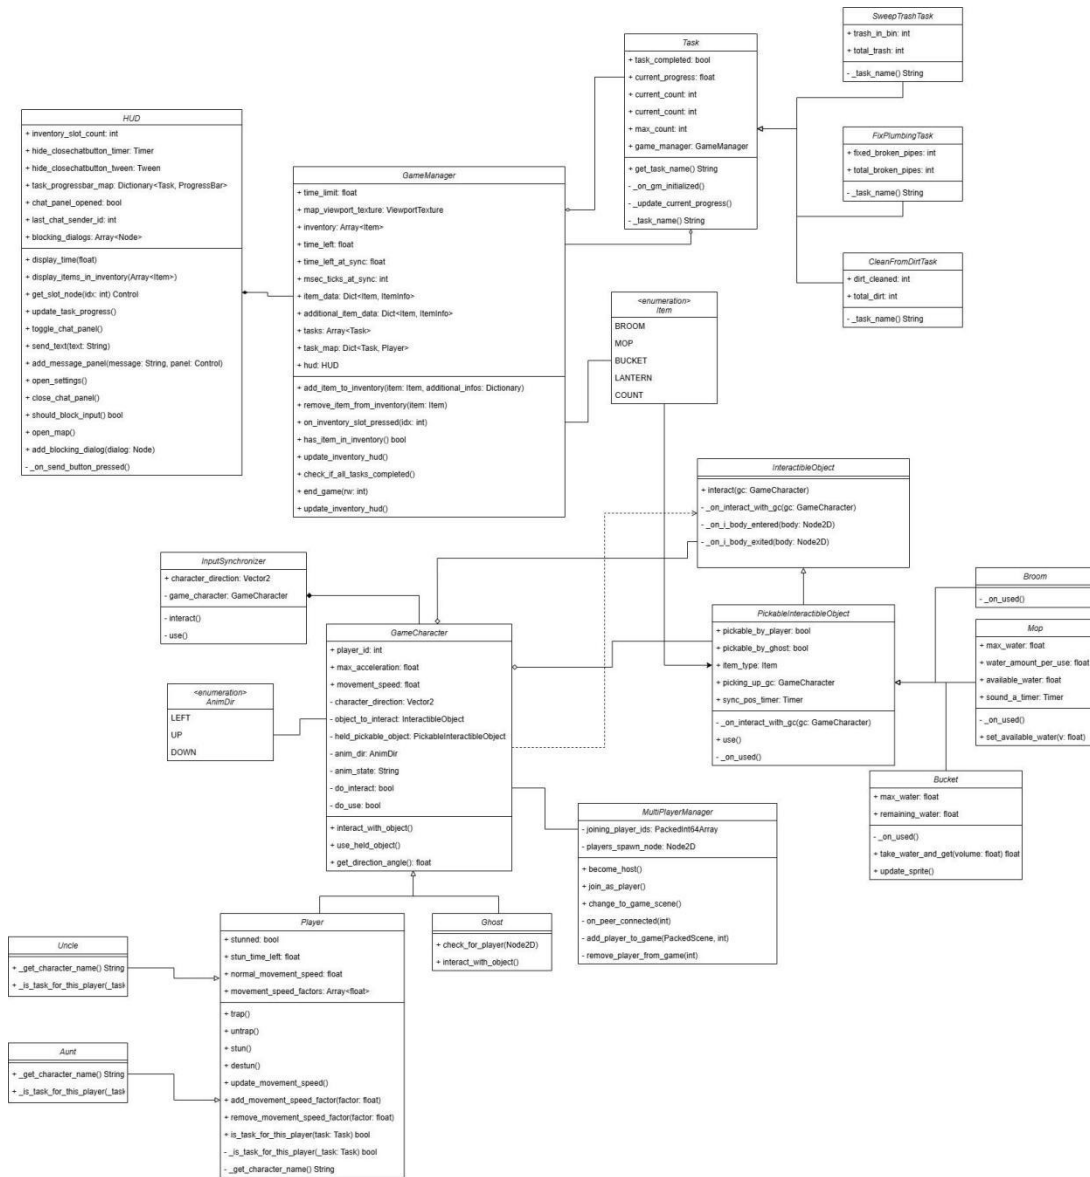 SweepTrashTask
+ trash_in_bin: int
+ total_trash: int
- _task_name() String
Task
+ task_completed: bool
+ current_progress: float
+ current_count: int
+ current_count: int
+ max_count: int
+ game_manager: GameManager
+ get_task_name() String
- _on_gm_initialized()
- _update_current_progress()
- _task_name() String
FixPlumbingTask
+ fixed_broken_pipes: int
+ total_broken_pipes: int
- _task_name() String
CleanFromDirtTask
+ dirt_cleaned: int
+ total_dirt: int
- _task_name() String
HUD
+ inventory_slot_count: int
+ hide_closechatbutton_timer: Timer
+ hide_closechatbutton_tween: Tween
+ task_progressbar_map: Dictionary<Task, ProgressBar>
+ chat_panel_opened: bool
+ last_chat_sender_id: int
+ blocking_dialogs: Array<Node>
+ display_time(float)
+ display_items_in_inventory(Array<Item>)
+ get_slot_node(idx: int) Control
+ update_task_progress()
+ toggle_chat_panel()
+ send_text(text: String)
+ add_message_panel(message: String, panel: Control)
+ open_settings()
+ close_chat_panel()
+ should_block_input() bool
+ open_map()
+ add_blocking_dialog(dialog: Node)
- _on_send_button_pressed()
GameManager
+ time_limit: float
+ map_viewport_texture: ViewportTexture
+ inventory: Array<Item>
+ time_left: float
+ time_left_at_sync: float
+ msec_ticks_at_sync: int
+ item_data: Dict<Item, ItemInfo>
+ additional_item_data: Dict<Item, ItemInfo>
+ tasks: Array<Task>
+ task_map: Dict<Task, Player>
+ hud: HUD
+ add_item_to_inventory(item: Item, additional_infos: Dictionary)
+ remove_item_from_inventory(item: Item)
+ on_inventory_slot_pressed(idx: int)
+ has_item_in_inventory() bool
+ update_inventory_hud()
+ check_if_all_tasks_completed()
+ end_game(rw: int)
+ update_inventory_hud()
<enumeration>
Item
BROOM
MOP
BUCKET
LANTERN
COUNT
InteractibleObject
+ interact(gc: GameCharacter)
- _on_interact_with_gc(gc: GameCharacter)
- _on_i_body_entered(body: Node2D)
- _on_i_body_exited(body: Node2D)
InputSynchronizer
+ character_direction: Vector2
- game_character: GameCharacter
- interact()
- use()
<enumeration>
AnimDir
LEFT
UP
DOWN
GameCharacter
+ player_id: int
+ max_acceleration: float
+ movement_speed: float
- character_direction: Vector2
- object_to_interact: InteractibleObject
- held_pickable_object: PickableInteractibleObject
- anim_dir: AnimDir
- anim_state: String
- do_interact: bool
- do_use: bool
+ interact_with_object()
+ use_held_object()
+ get_direction_angle(): float
PickableInteractibleObject
+ pickable_by_player: bool
+ pickable_by_ghost: bool
+ item_type: Item
+ picking_up_gc: GameCharacter
+ sync_pos_timer: Timer
- _on_interact_with_gc(gc: GameCharacter)
+ use()
- _on_used()
Broom
- _on_used()
Mop
+ max_water: float
+ water_amount_per_use: float
+ available_water: float
+ sound_a_timer: Timer
- _on_used()
+ set_available_water(v: float)
Bucket
+ max_water: float
+ remaining_water: float
- _on_used()
+ take_water_and_get(volume: float) float
+ update_sprite()
MultiPlayerManager
- joining_player_ids: PackedInt64Array
- players_spawn_node: Node2D
+ become_host()
+ join_as_player()
+ change_to_game_scene()
- on_peer_connected(int)
- add_player_to_game(PackedScene, int)
- remove_player_from_game(int)
Player
+ stunned: bool
+ stun_time_left: float
+ normal_movement_speed: float
+ movement_speed_factors: Array<float>
+ trap()
+ untrap()
+ stun()
+ destun()
+ update_movement_speed()
+ add_movement_speed_factor(factor: float)
+ remove_movement_speed_factor(factor: float)
+ is_task_for_this_player(task: Task) bool
- _is_task_for_this_player(_task: Task) bool
- _get_character_name() String
Ghost
+ check_for_player(Node2D)
+ interact_with_object()
Uncle
+ _get_character_name() String
+ _is_task_for_this_player(_task
Aunt
+ _get_character_name() String
+ _is_task_for_this_player(_task